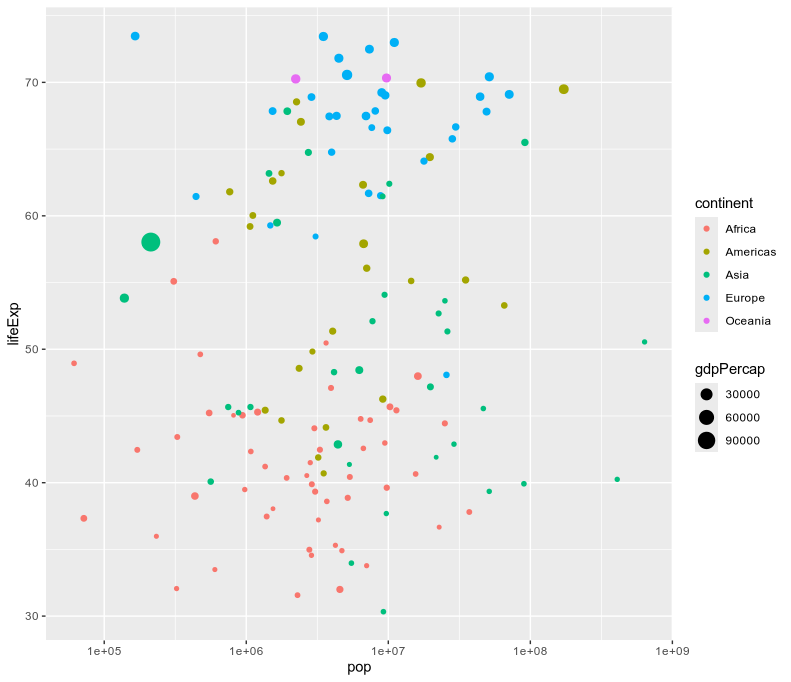 70
60
50
40
30
lifeExp
1e+05 1e+06 1e+07 1e+08 1e+09
pop
continent
Africa
Americas
Asia
Europe
Oceania
gdpPercap
30000
60000
90000